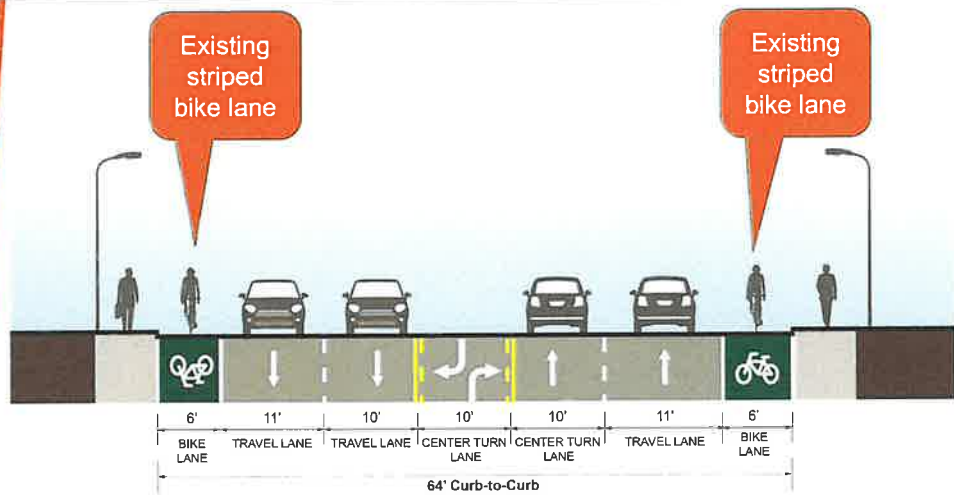 Existing
striped
bike lane
Existing
striped
bike lane
6' 11' 10' 10' 10' 11' 6'
BIKE LANE
TRAVEL LANE
TRAVEL LANE
CENTER TURN LANE
CENTER TURN LANE
TRAVEL LANE
BIKE LANE
64' Curb-to-Curb